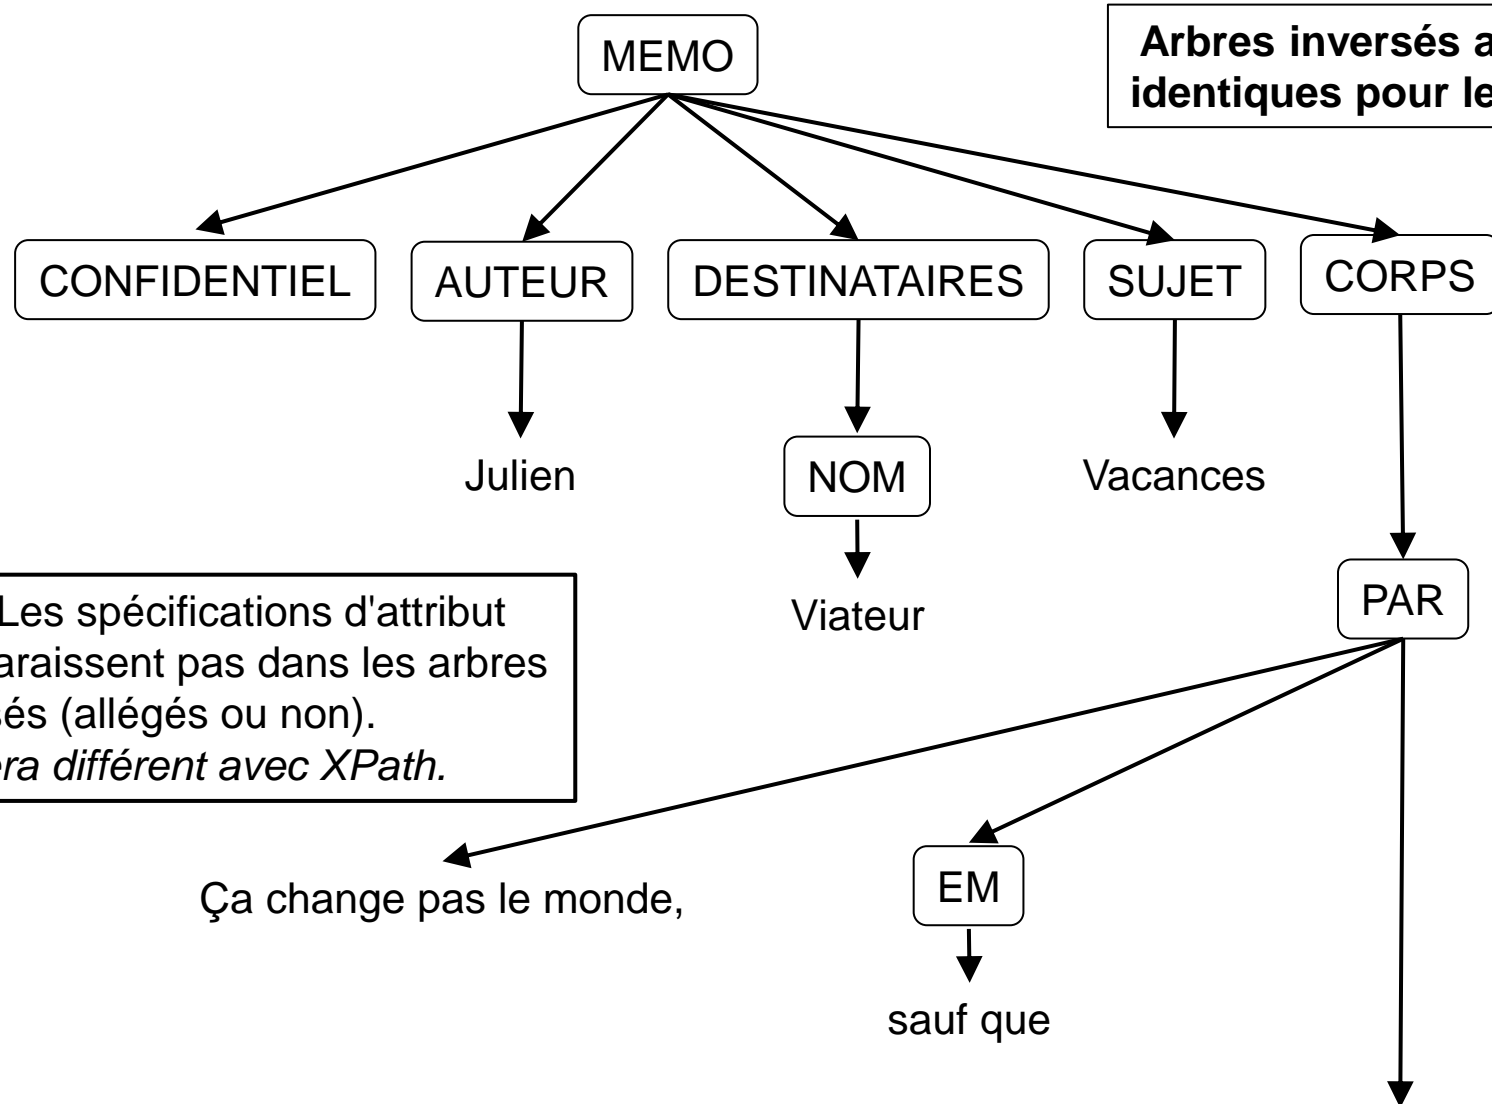 MEMO
Arbres inversés a
identiques pour le
CONFIDENTIEL
AUTEUR
DESTINATAIRES
SUJET
CORPS
Julien
NOM
Vacances
Viateur
PAR
Les spécifications d'attribut
araissent pas dans les arbres
sés (allégés ou non).
era différent avec XPath.
Ça change pas le monde,
EM
sauf que